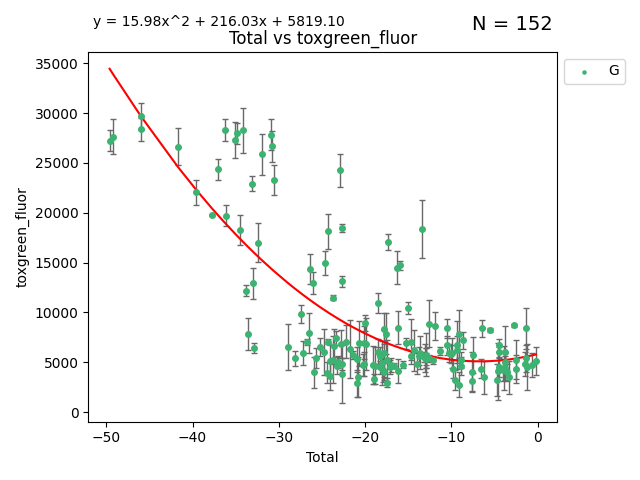 y = 15.98x^2 + 216.03x + 5819.10
N = 152
Total vs toxgreen_fluor
G
toxgreen_fluor
35000
30000
25000
20000
15000
10000
5000
0
−50
−40
−30
−20
−10
0
Total